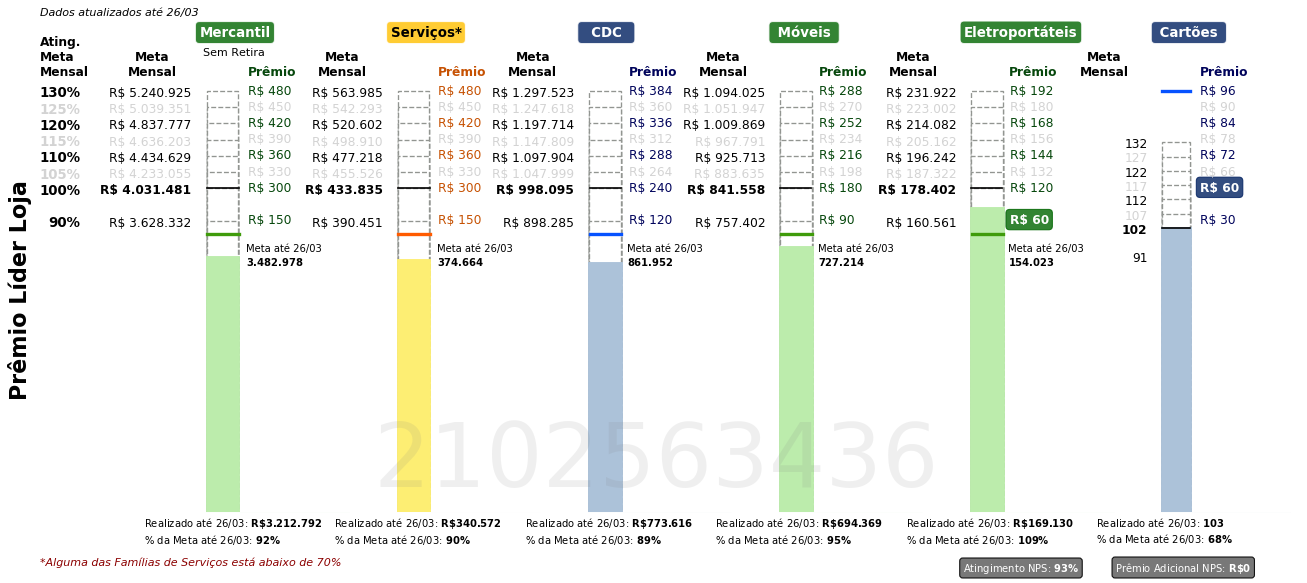 Dados atualizados até 26/03
Mercantil Serviços* CDC Móveis Eletroportáteis Cartões
Sem Retira
Ating. Meta Mensal
Meta Mensal Prêmio Meta Mensal Prêmio Meta Mensal Prêmio Meta Mensal Prêmio Meta Mensal Prêmio Meta Mensal Prêmio
130% R$ 5.240.925 R$ 480 R$ 563.985 R$ 480 R$ 1.297.523 R$ 384 R$ 1.094.025 R$ 288 R$ 231.922 R$ 192 R$ 96
125% R$ 5.039.351 R$ 450 R$ 542.293 R$ 450 R$ 1.247.618 R$ 360 R$ 1.051.947 R$ 270 R$ 223.002 R$ 180 R$ 90
120% R$ 4.837.777 R$ 420 R$ 520.602 R$ 420 R$ 1.197.714 R$ 336 R$ 1.009.869 R$ 252 R$ 214.082 R$ 168 R$ 84
115% R$ 4.636.203 R$ 390 R$ 498.910 R$ 390 R$ 1.147.809 R$ 312 R$ 967.791 R$ 234 R$ 205.162 R$ 156 132 R$ 78
110% R$ 4.434.629 R$ 360 R$ 477.218 R$ 360 R$ 1.097.904 R$ 288 R$ 925.713 R$ 216 R$ 196.242 R$ 144 127 R$ 72
105% R$ 4.233.055 R$ 330 R$ 455.526 R$ 330 R$ 1.047.999 R$ 264 R$ 883.635 R$ 198 R$ 187.322 R$ 132 122 R$ 66
100% R$ 4.031.481 R$ 300 R$ 433.835 R$ 300 R$ 998.095 R$ 240 R$ 841.558 R$ 180 R$ 178.402 R$ 120 117 R$ 60
112
107
90% R$ 3.628.332 R$ 150 R$ 390.451 R$ 150 R$ 898.285 R$ 120 R$ 757.402 R$ 90 R$ 160.561 R$ 60 R$ 30
102
Meta até 26/03 Meta até 26/03 Meta até 26/03 Meta até 26/03 Meta até 26/03
3.482.978 374.664 861.952 727.214 154.023 91
Prêmio Líder Loja
2102563436
Realizado até 26/03: R$3.212.792 Realizado até 26/03: R$340.572 Realizado até 26/03: R$773.616 Realizado até 26/03: R$694.369 Realizado até 26/03: R$169.130 Realizado até 26/03: 103
% da Meta até 26/03: 92% % da Meta até 26/03: 90% % da Meta até 26/03: 89% % da Meta até 26/03: 95% % da Meta até 26/03: 109% % da Meta até 26/03: 68%
*Alguma das Famílias de Serviços está abaixo de 70%
Atingimento NPS: 93% Prêmio Adicional NPS: R$0